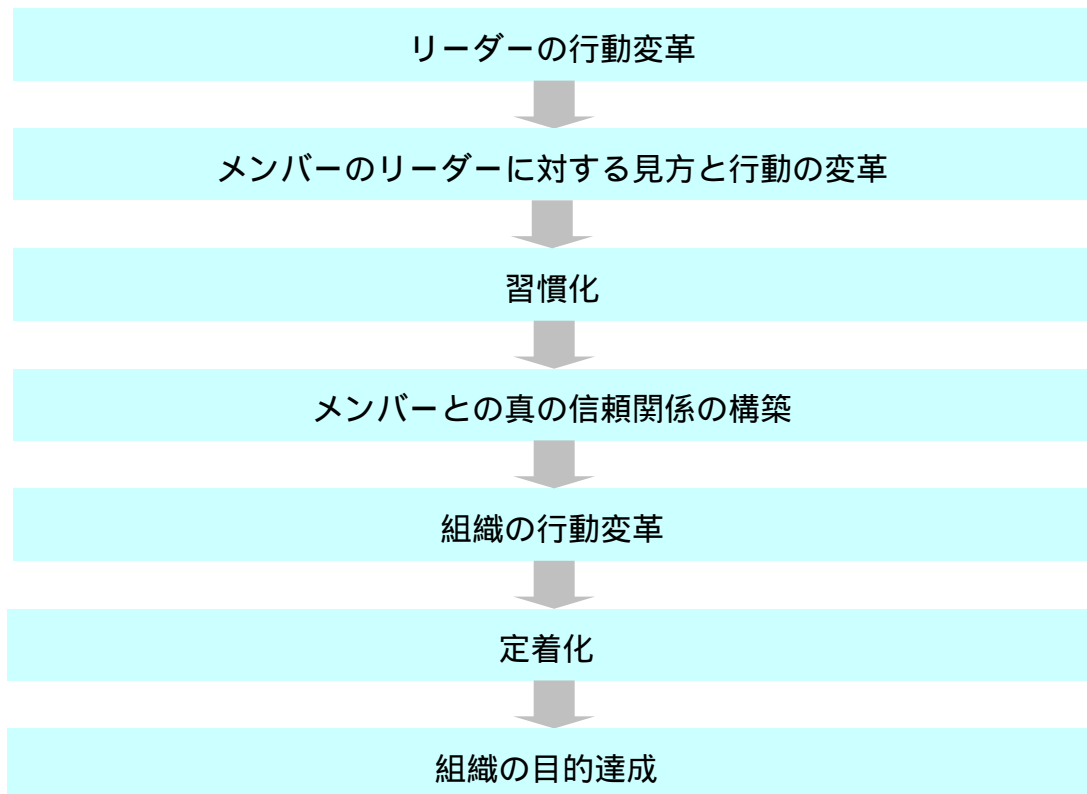 リーダーの行動変革
メンバーのリーダーに対する見方と行動の変革
習慣化
メンバーとの真の信頼関係の構築
組織の行動変革
定着化
組織の目的達成